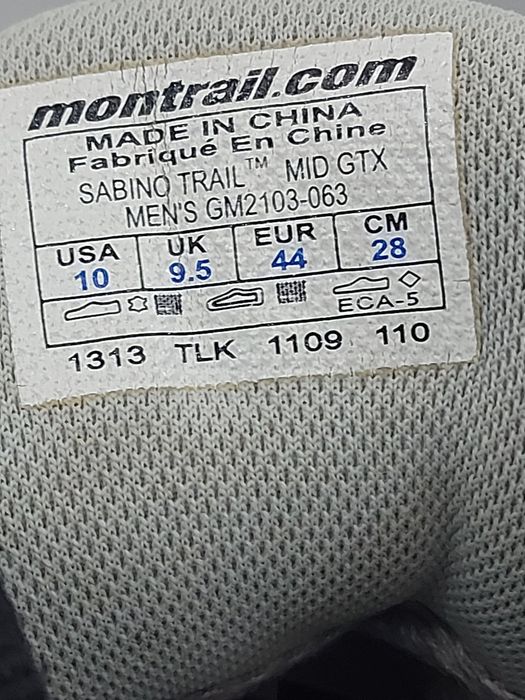 montrail.com
MADE IN CHINA
Fabriqué En Chine
SABINO TRAIL™ MID GTX
MEN'S GM2103-063
USA UK EUR CM
10 9.5 44 28
ECA-5
1313 TLK 1109 110